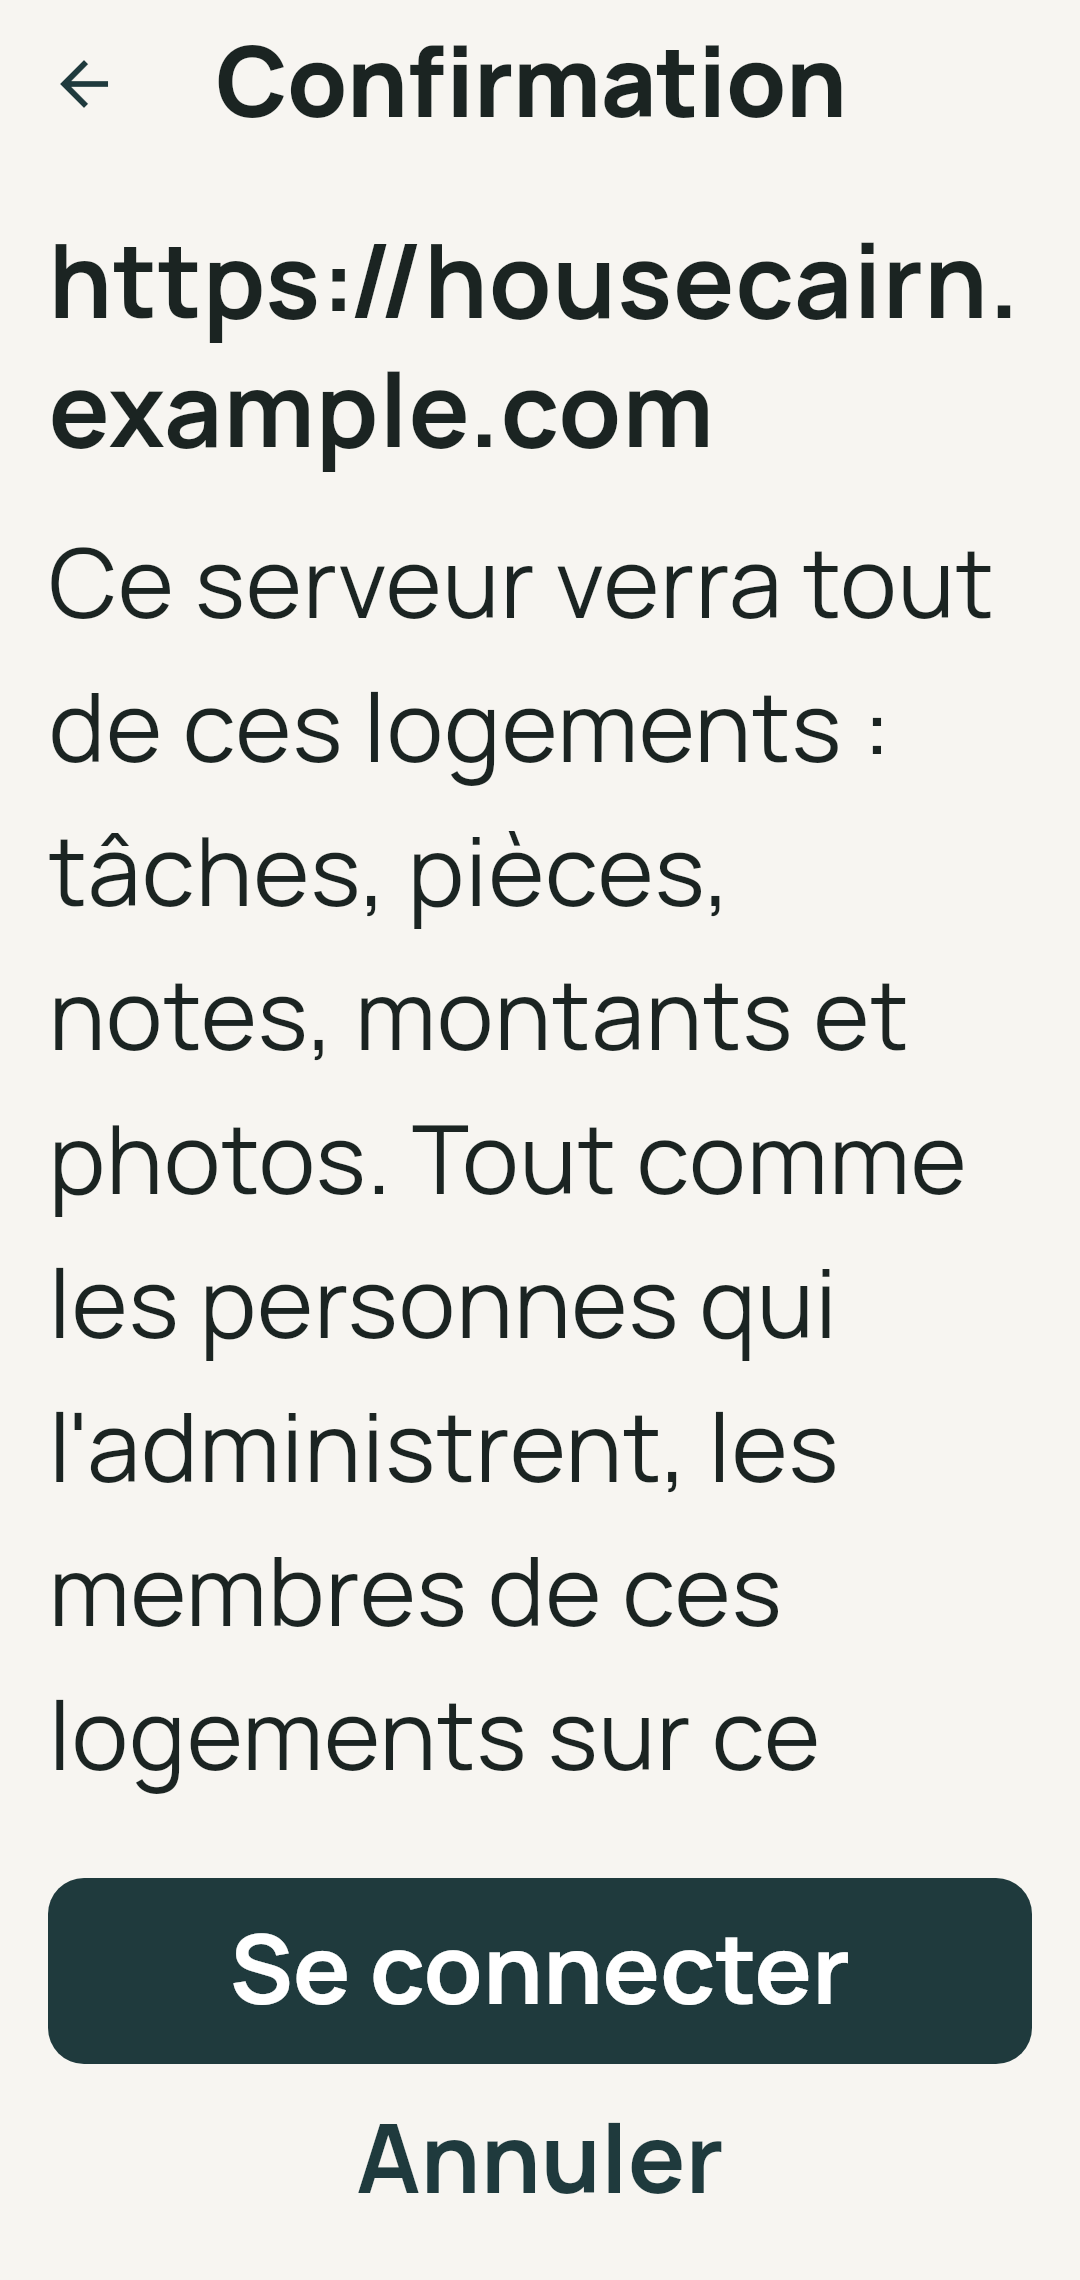 Confirmation
https://housecairn.
example.com
Ce serveur verra tout
de ces logements :
tâches, pièces,
notes, montants et
photos. Tout comme
les personnes qui
l'administrent, les
membres de ces
logements sur ce
Se connecter
Annuler